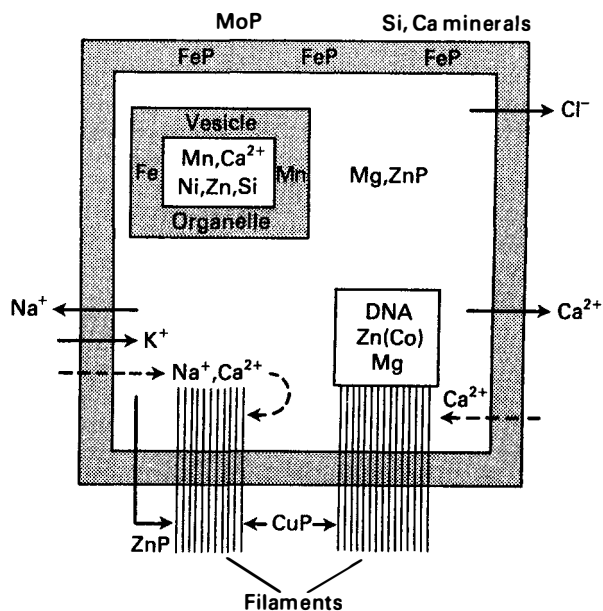 MoP
Si, Ca minerals
FeP FeP FeP
Cl⁻
Vesicle
Fe
Mn,Ca²⁺
Ni,Zn,Si
Mn
Organelle
Mg,ZnP
Na⁺
K⁺
Na⁺,Ca²⁺
DNA
Zn(Co)
Mg
Ca²⁺
Ca²⁺
ZnP
CuP
Filaments